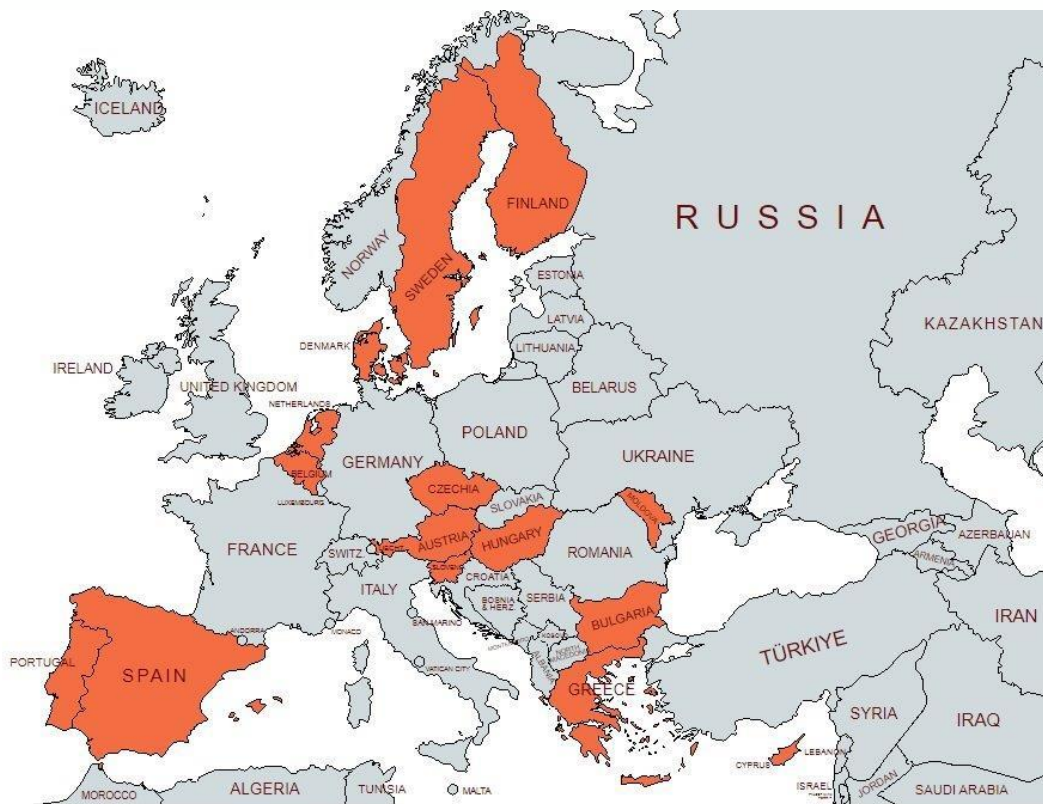 ICELAND
RUSSIA
FINLAND
NORWAY
SWEDEN
ESTONIA
LATVIA
LITHUANIA
DENMARK
KAZAKHSTAN
IRELAND
UNITED KINGDOM
BELARUS
NETHERLANDS
POLAND
UKRAINE
GERMANY
BELGIUM
CZECHIA
LUXEMBOURG
SLOVAKIA
MOLDOVA
AUSTRIA
HUNGARY
FRANCE
SWITZ.
LIECHT.
ROMANIA
GEORGIA
AZERBAIJAN
ARMENIA
SLOVENIA
CROATIA
ITALY
BOSNIA
& HERZ.
SERBIA
SAN MARINO
MONACO
ANDORRA
BULGARIA
IRAN
KOSOVO
NORTH
MACEDONIA
ALBANIA
TÜRKIYE
PORTUGAL
SPAIN
VATICAN CITY
GREECE
SYRIA
IRAQ
CYPRUS
LEBANON
ISRAEL
JORDAN
MOROCCO
ALGERIA
TUNISIA
MALTA
SAUDI ARABIA